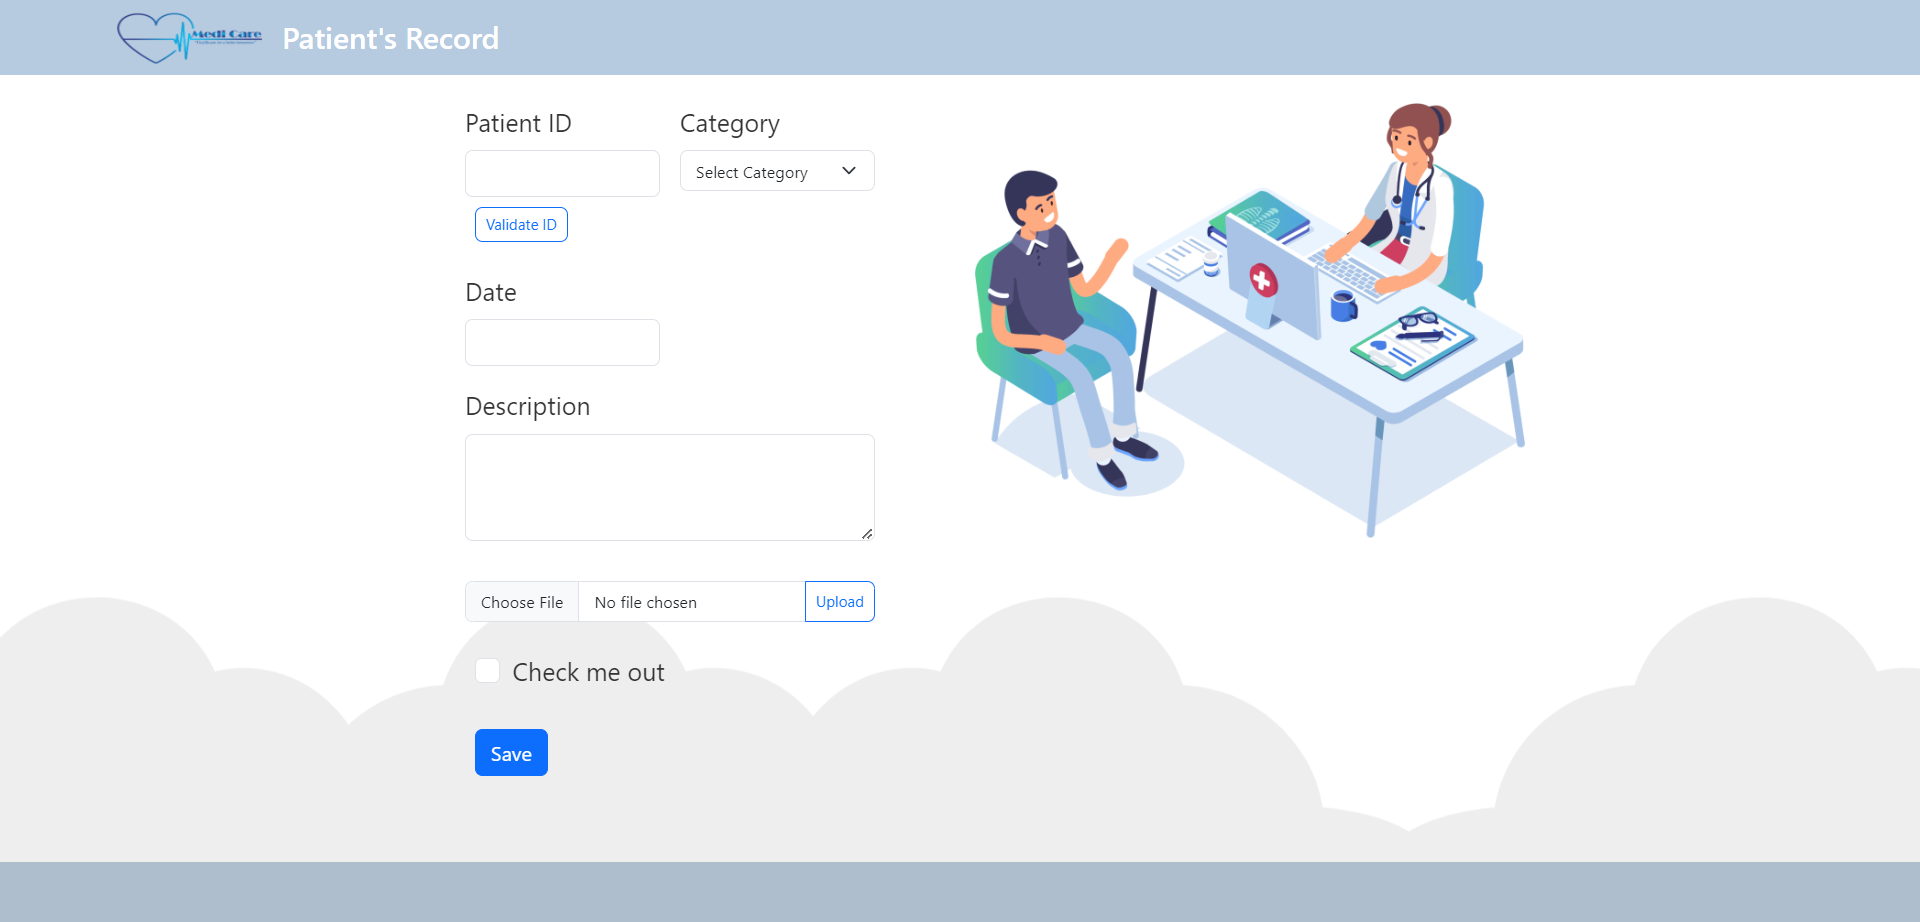 Medi Care
Patient's Record
Patient ID
Category
Select Category
Validate ID
Date
Description
Choose File
No file chosen
Upload
Check me out
Save